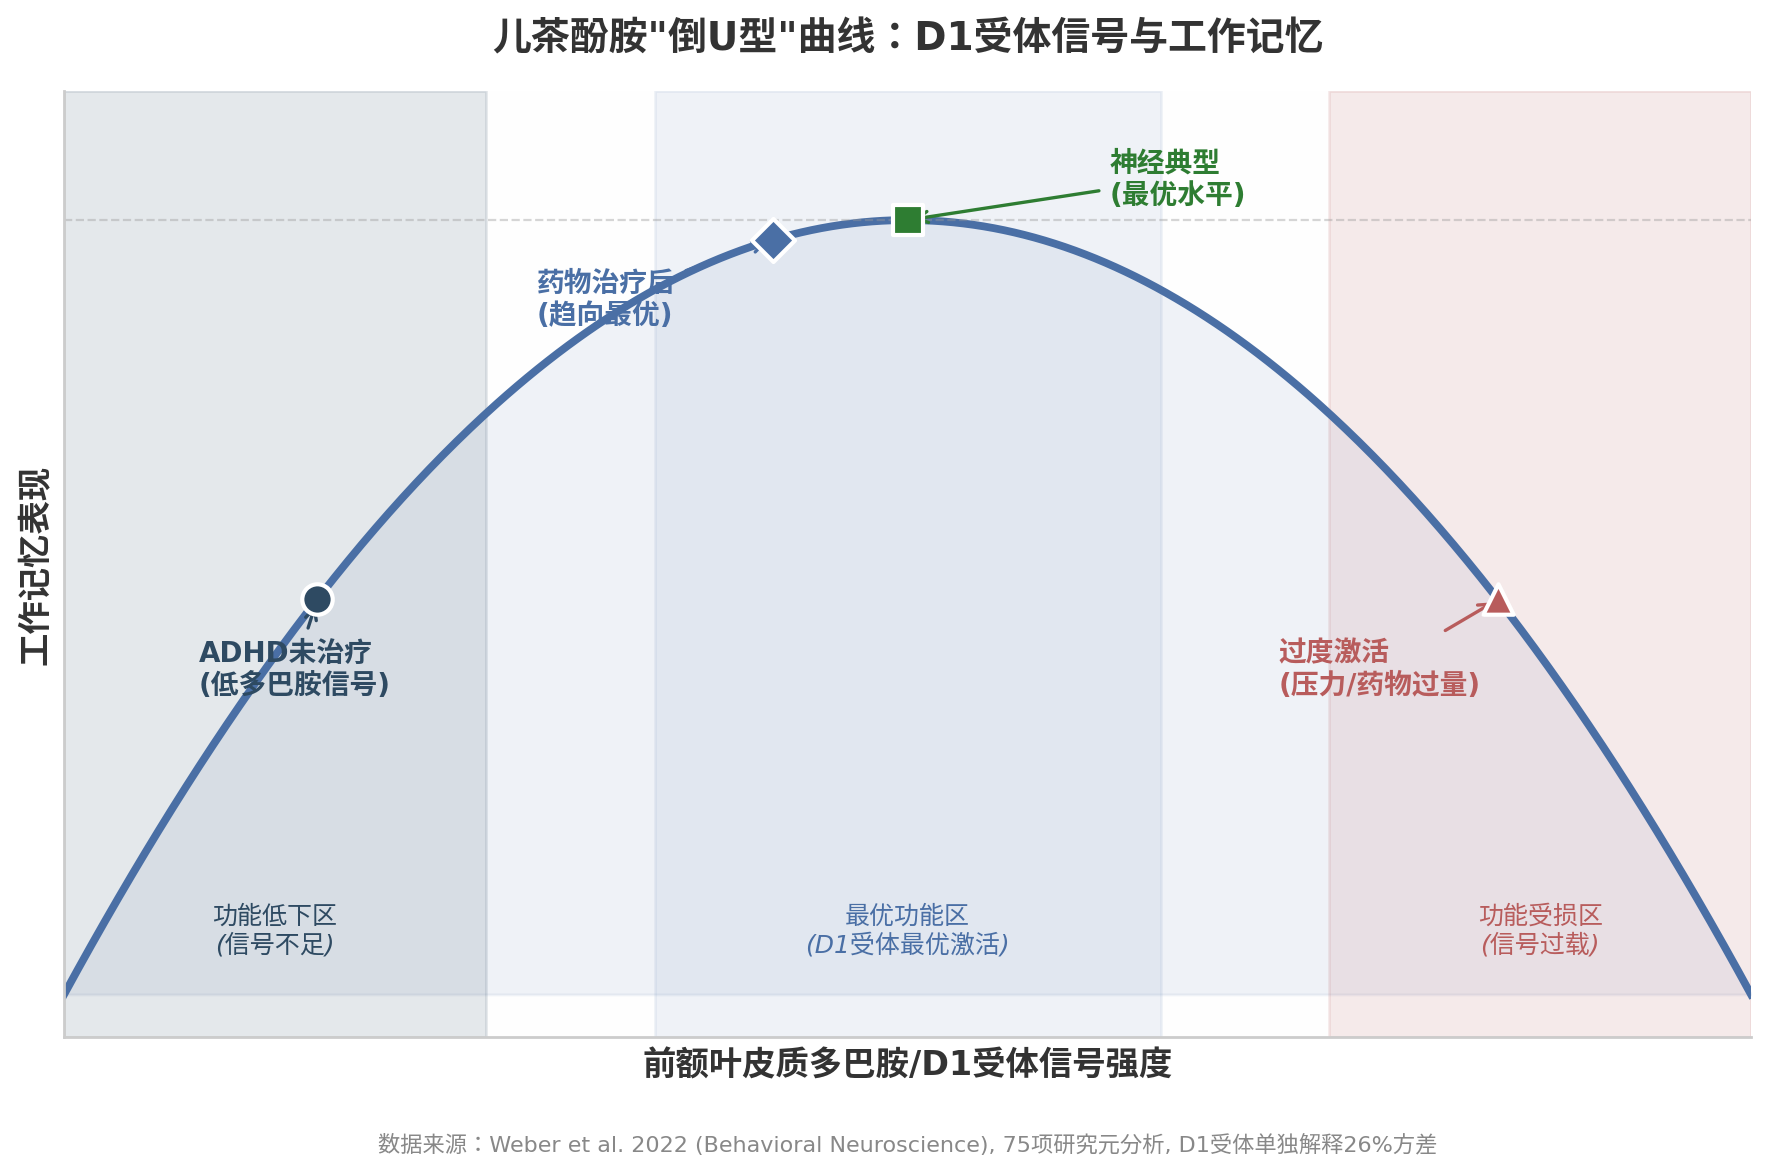 儿茶酚胺"倒U型"曲线：D1受体信号与工作记忆
神经典型
(最优水平)
药物治疗后
(趋向最优)
工作记忆表现
ADHD未治疗
(低多巴胺信号)
过度激活
(压力/药物过量)
功能低下区
(信号不足)
最优功能区
(D1受体最优激活)
功能受损区
(信号过载)
前额叶皮质多巴胺/D1受体信号强度
数据来源：Weber et al. 2022 (Behavioral Neuroscience), 75项研究元分析, D1受体单独解释26%方差